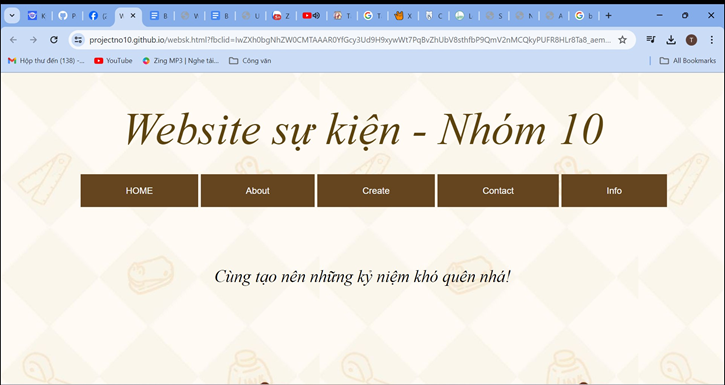 K
P
G
W
B
W
B
U
Z
T
T
X
C
L
S
N
A
b
projectno10.github.io/websk.html?fbclid=IwZXh0bgNhZW0CMTAAAR0YfGcy3Ud9H9xywWt7PqBvZhUbV8sthfbP9QmV2nMCQkyPUFR8HLr8Ta8_aem...
T
Hộp thư đến (138) -...
YouTube
Zing MP3 | Nghe tải...
Công văn
All Bookmarks
Website sự kiện - Nhóm 10
HOME
About
Create
Contact
Info
Cùng tạo nên những kỷ niệm khó quên nhá!